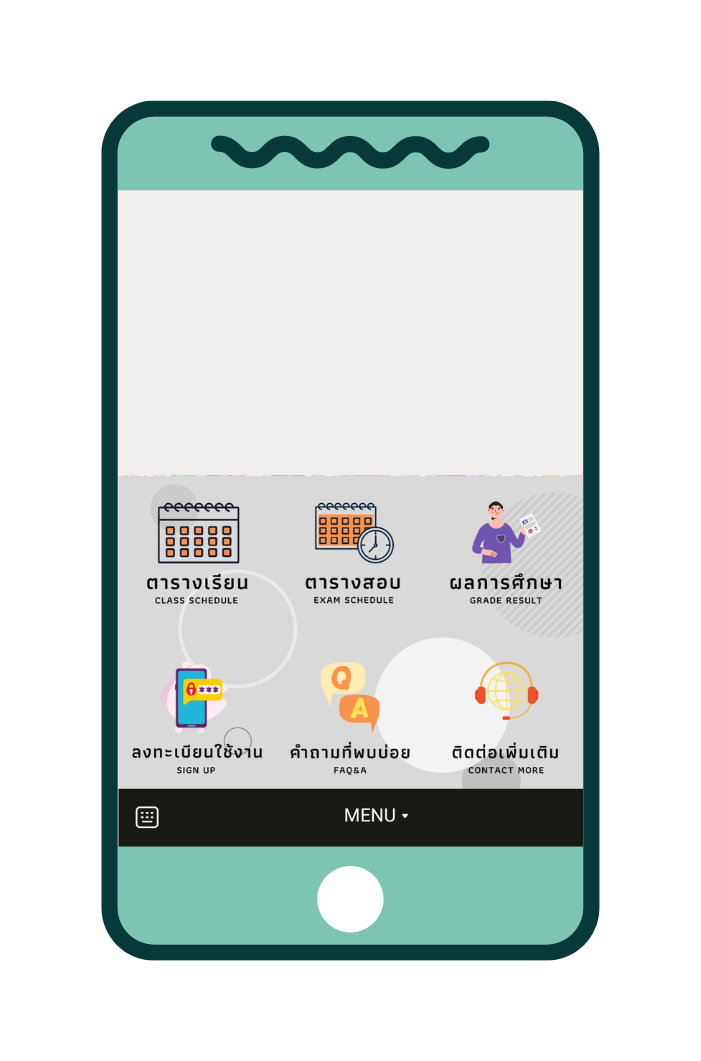 ตารางเรียน
CLASS SCHEDULE
ตารางสอบ
EXAM SCHEDULE
ผลการศึกษา
GRADE RESULT
***
ลงทะเบียนใช้งาน
SIGN UP
Q
A
คำถามที่พบบ่อย
FAQ&A
ติดต่อเพิ่มเติม
CONTACT MORE
MENU